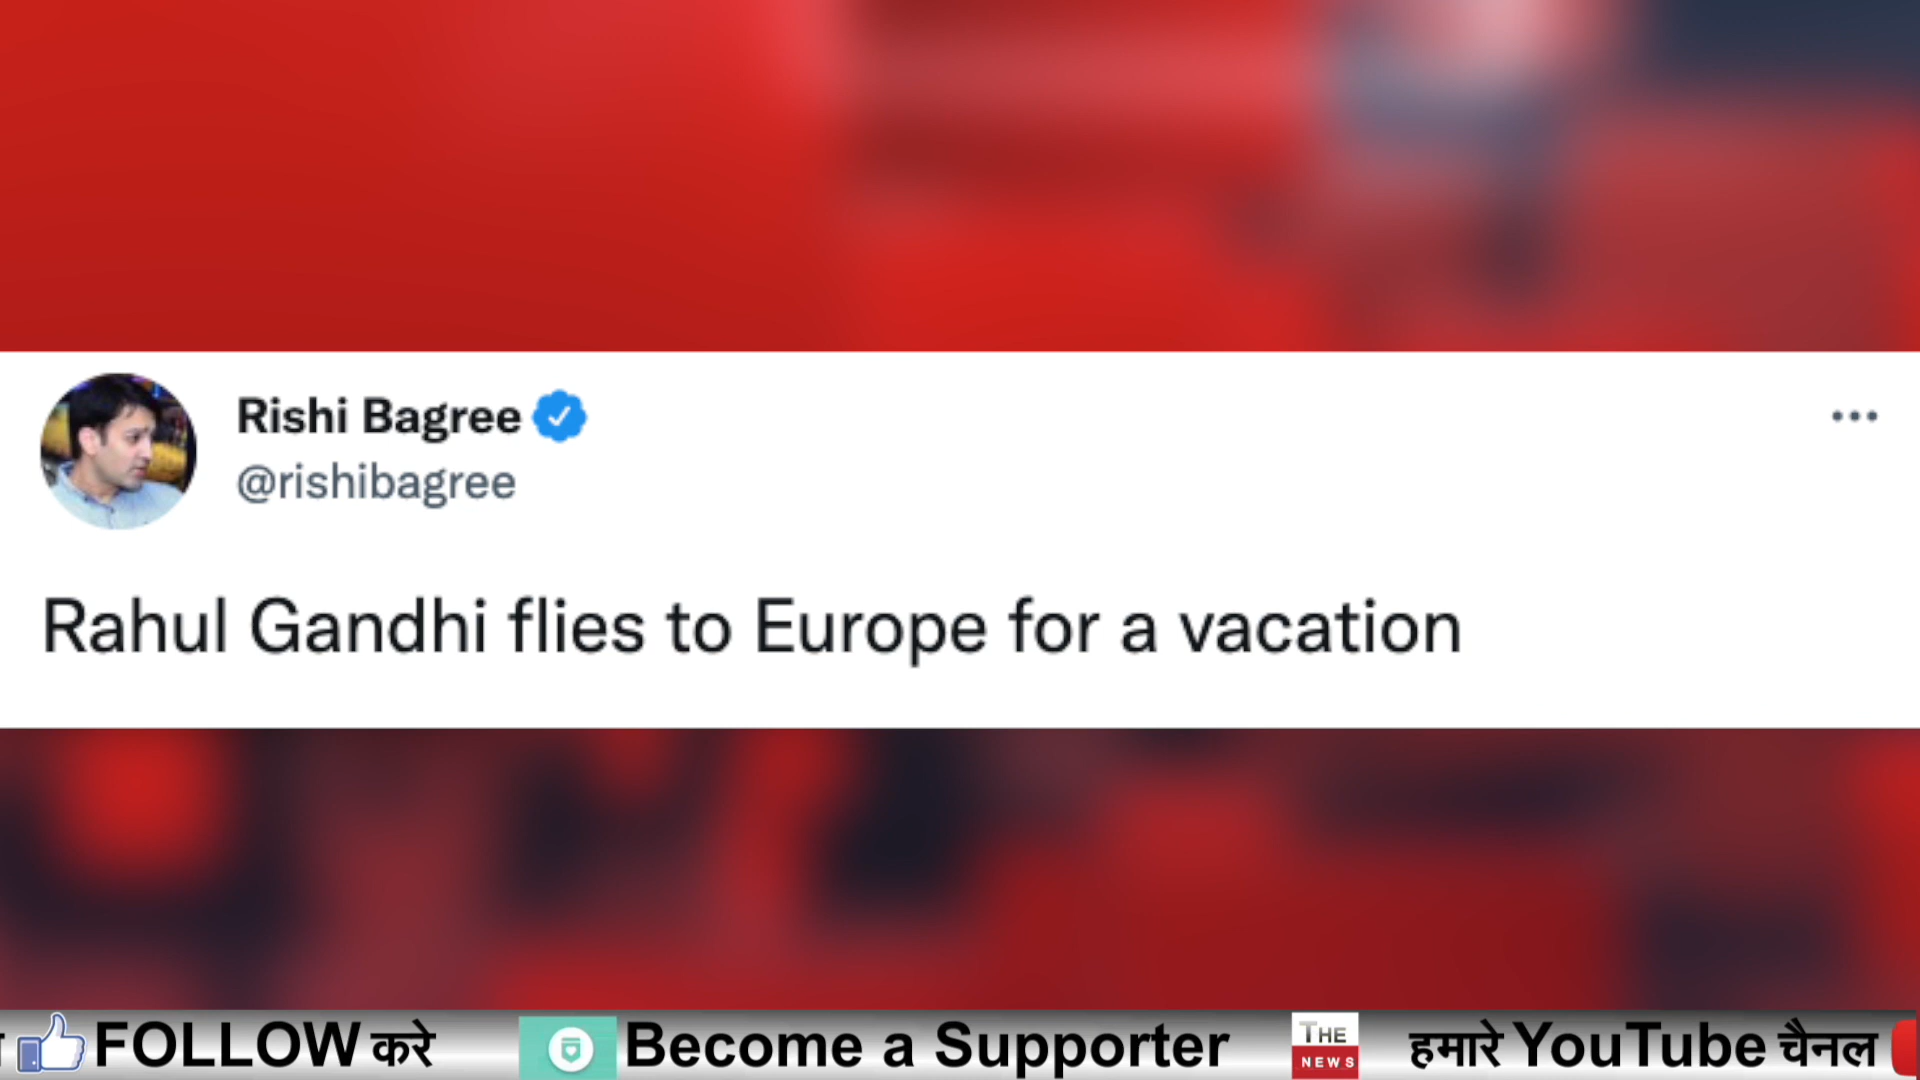 Rishi Bagree
@rishibagree
Rahul Gandhi flies to Europe for a vacation
FOLLOW करे Become a Supporter THE NEWS हमारे YouTube चैनल